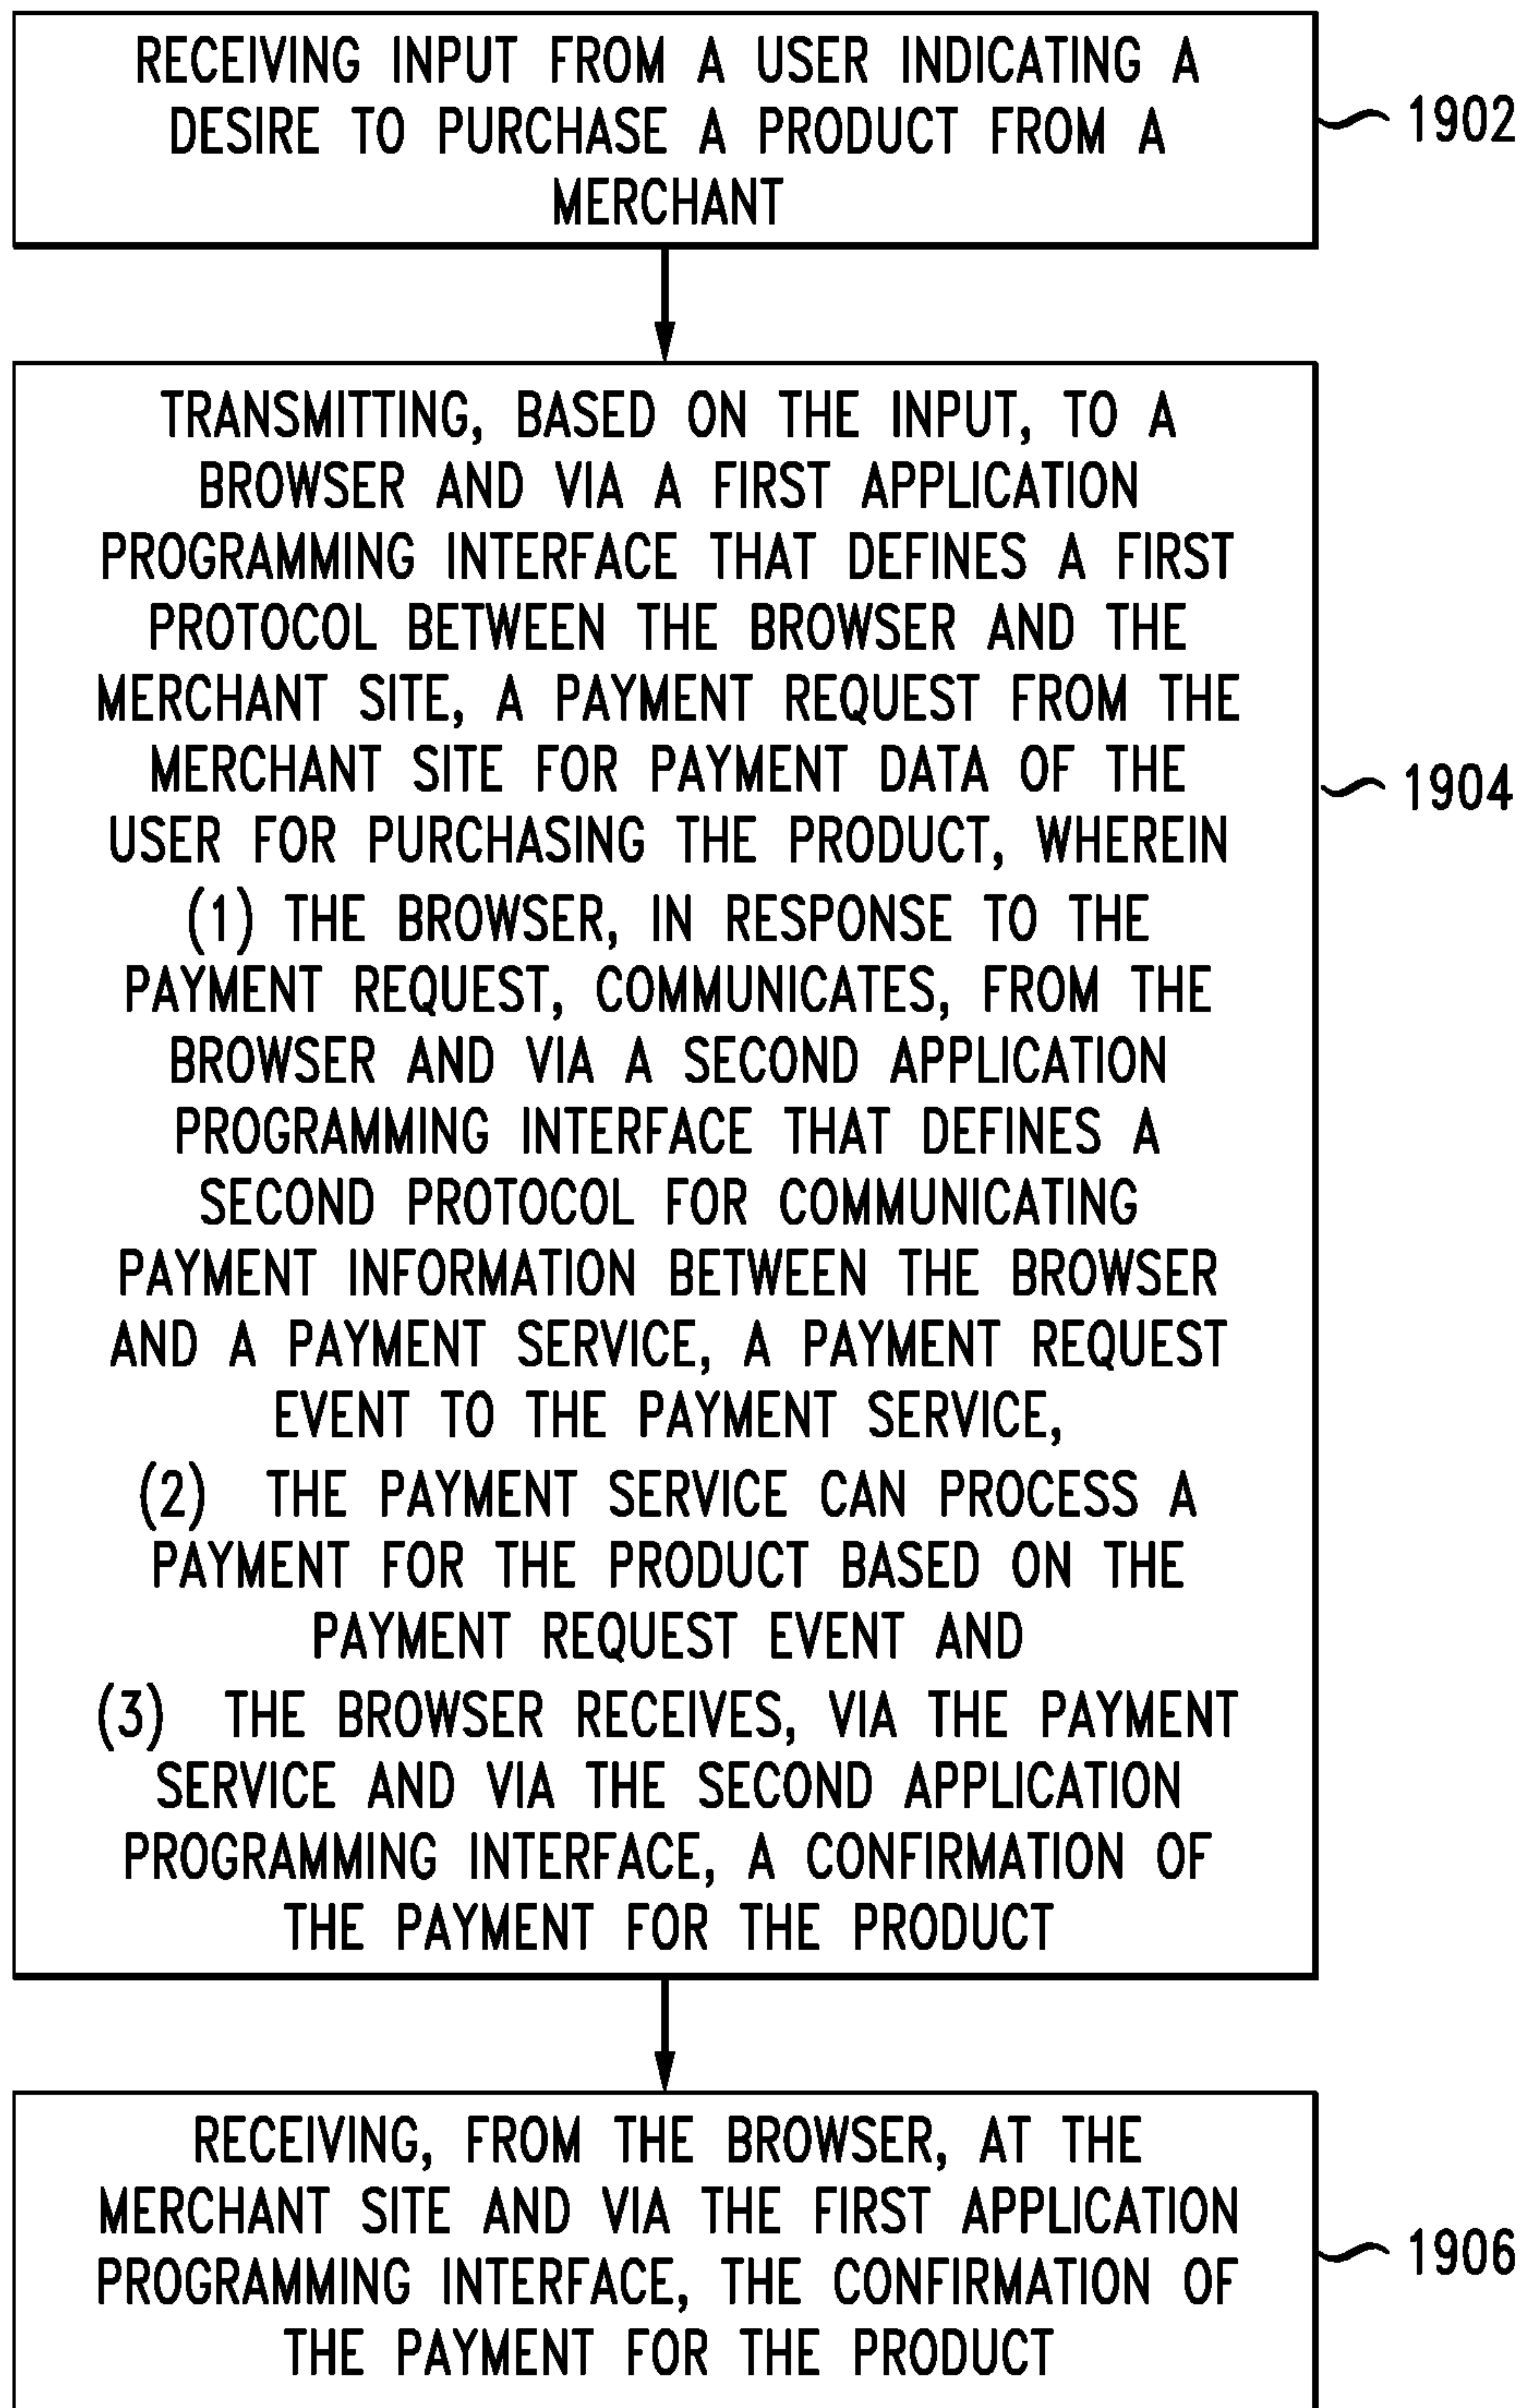 RECEIVING INPUT FROM A USER INDICATING A
DESIRE TO PURCHASE A PRODUCT FROM A
MERCHANT
1902
TRANSMITTING, BASED ON THE INPUT, TO A
BROWSER AND VIA A FIRST APPLICATION
PROGRAMMING INTERFACE THAT DEFINES A FIRST
PROTOCOL BETWEEN THE BROWSER AND THE
MERCHANT SITE, A PAYMENT REQUEST FROM THE
MERCHANT SITE FOR PAYMENT DATA OF THE
USER FOR PURCHASING THE PRODUCT, WHEREIN
(1) THE BROWSER, IN RESPONSE TO THE
PAYMENT REQUEST, COMMUNICATES, FROM THE
BROWSER AND VIA A SECOND APPLICATION
PROGRAMMING INTERFACE THAT DEFINES A
SECOND PROTOCOL FOR COMMUNICATING
PAYMENT INFORMATION BETWEEN THE BROWSER
AND A PAYMENT SERVICE, A PAYMENT REQUEST
EVENT TO THE PAYMENT SERVICE,
(2) THE PAYMENT SERVICE CAN PROCESS A
PAYMENT FOR THE PRODUCT BASED ON THE
PAYMENT REQUEST EVENT AND
(3) THE BROWSER RECEIVES, VIA THE PAYMENT
SERVICE AND VIA THE SECOND APPLICATION
PROGRAMMING INTERFACE, A CONFIRMATION OF
THE PAYMENT FOR THE PRODUCT
1904
RECEIVING, FROM THE BROWSER, AT THE
MERCHANT SITE AND VIA THE FIRST APPLICATION
PROGRAMMING INTERFACE, THE CONFIRMATION OF
THE PAYMENT FOR THE PRODUCT
1906